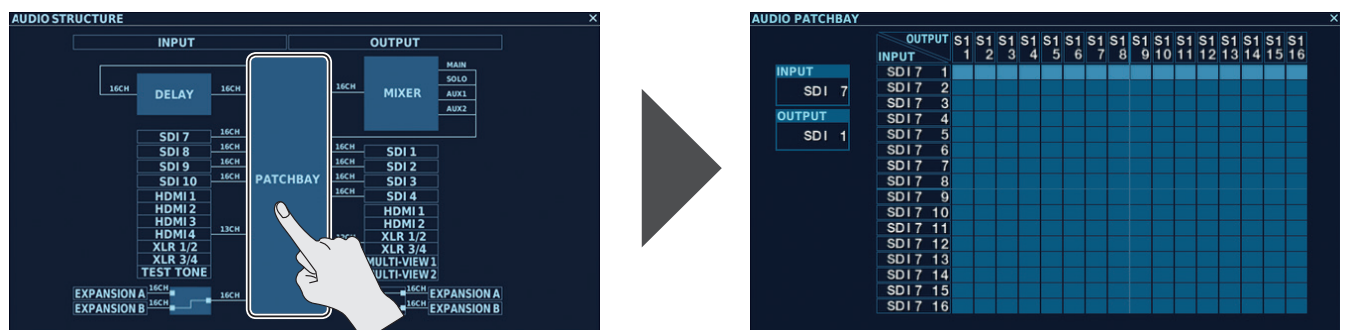 AUDIO STRUCTURE ×
INPUT OUTPUT
16CH DELAY 16CH
16CH MIXER
MAIN
SOLO
AUX1
AUX2
SDI 7 16CH
SDI 8 16CH
SDI 9 16CH
SDI 10 16CH
HDMI 1
HDMI 2
HDMI 3
HDMI 4 13CH
XLR 1/2
XLR 3/4
TEST TONE
EXPANSION A 16CH
EXPANSION B 16CH
16CH
PATCHBAY
16CH SDI 1
16CH SDI 2
16CH SDI 3
16CH SDI 4
HDMI 1
HDMI 2
XLR 1/2
XLR 3/4
MULTI-VIEW 1
MULTI-VIEW 2
16CH EXPANSION A
16CH EXPANSION B
AUDIO PATCHBAY ×
INPUT
SDI 7
OUTPUT
SDI 1
OUTPUT S1 S1 S1 S1 S1 S1 S1 S1 S1 S1 S1 S1 S1 S1 S1 S1
INPUT 1 2 3 4 5 6 7 8 9 10 11 12 13 14 15 16
SDI 7 1
SDI 7 2
SDI 7 3
SDI 7 4
SDI 7 5
SDI 7 6
SDI 7 7
SDI 7 8
SDI 7 9
SDI 7 10
SDI 7 11
SDI 7 12
SDI 7 13
SDI 7 14
SDI 7 15
SDI 7 16